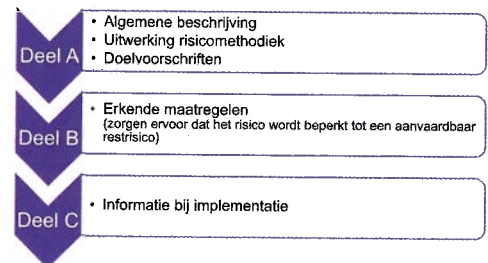 Deel A
• Algemene beschrijving
• Uitwerking risicomethodiek
• Doelvoorschriften
Deel B
• Erkende maatregelen
(zorgen ervoor dat het risico wordt beperkt tot een aanvaardbaar
restrisico)
Deel C
• Informatie bij implementatie